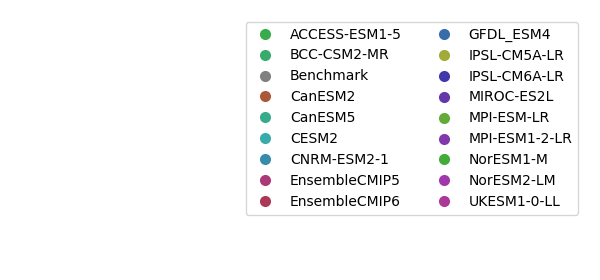 ACCESS-ESM1-5
BCC-CSM2-MR
Benchmark
CanESM2
CanESM5
CESM2
CNRM-ESM2-1
EnsembleCMIP5
EnsembleCMIP6
GFDL_ESM4
IPSL-CM5A-LR
IPSL-CM6A-LR
MIROC-ES2L
MPI-ESM-LR
MPI-ESM1-2-LR
NorESM1-M
NorESM2-LM
UKESM1-0-LL